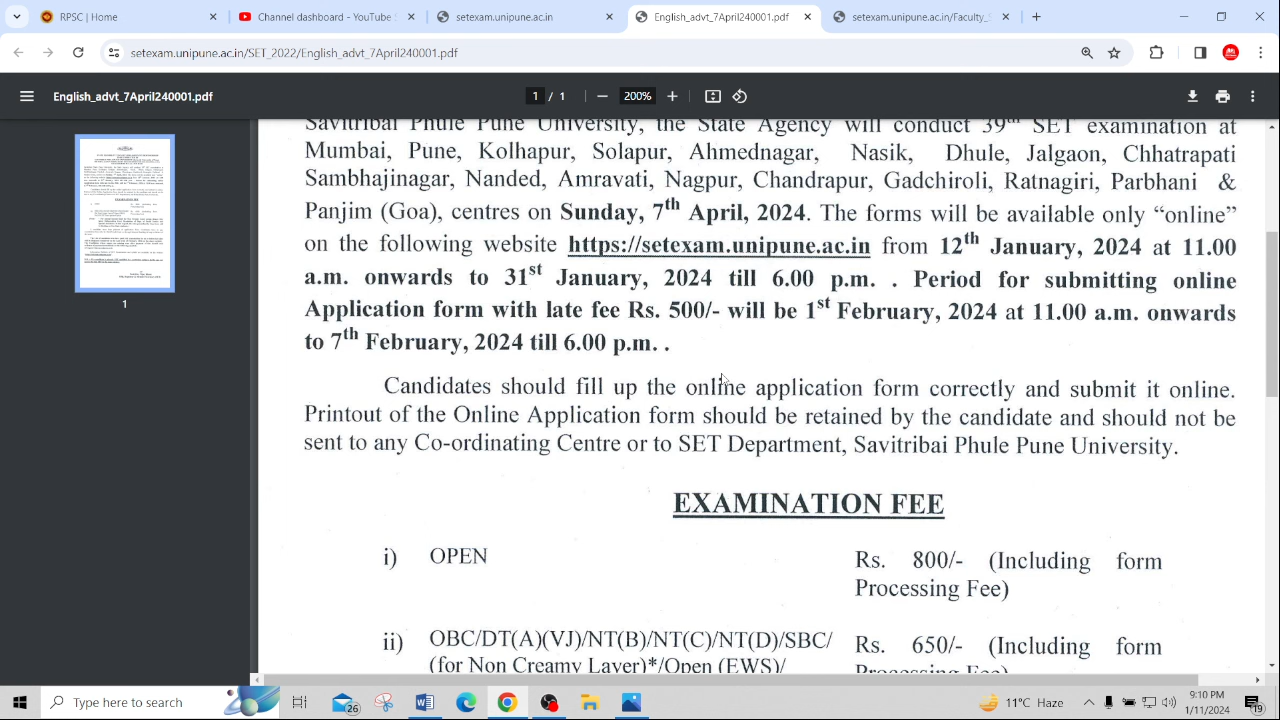 RPSC | Home
Channel dashboard - YouTube S
setexam.unipune.ac.in
English_advt_7April240001.pdf
setexam.unipune.ac.in/Faculty_S
setexam.unipune.ac.in/SET_2022/English_advt_7April240001.pdf
English_advt_7April240001.pdf
1 / 1
200%
1
Savitribai Phule Pune University, the State Agency will conduct 39th SET examination at
Mumbai, Pune, Kolhapur, Solapur, Ahmednagar, Nasik, Dhule, Jalgaon, Chhatrapati
Sambhajinagar, Nanded, Amravati, Nagpur, Chandrapur, Gadchiroli, Ratnagiri, Parbhani &
Panjim (Goa), centres on Sunday, 7th April, 2024. The forms will be available only “online”
on the following website https://setexam.unipune.ac.in from 12th January, 2024 at 11.00
a.m. onwards to 31st January, 2024 till 6.00 p.m. . Period for submitting online
Application form with late fee Rs. 500/- will be 1st February, 2024 at 11.00 a.m. onwards
to 7th February, 2024 till 6.00 p.m. .
Candidates should fill up the online application form correctly and submit it online.
Printout of the Online Application form should be retained by the candidate and should not be
sent to any Co-ordinating Centre or to SET Department, Savitribai Phule Pune University.
EXAMINATION FEE
i) OPEN Rs. 800/- (Including form
Processing Fee)
ii) OBC/DT(A)(VJ)/NT(B)/NT(C)/NT(D)/SBC/ Rs. 650/- (Including form
(for Non Creamy Layer)*/Open (EWS)/ Processing Fee)
Type here to search
26
11°C Haze
9:10 PM
1/11/2024
19